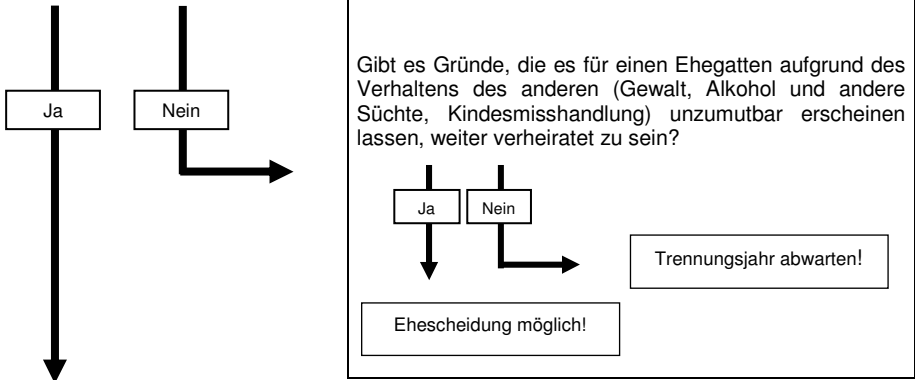 Gibt es Gründe, die es für einen Ehegatten aufgrund des
Verhaltens des anderen (Gewalt, Alkohol und andere
Süchte, Kindesmisshandlung) unzumutbar erscheinen
lassen, weiter verheiratet zu sein?
Ja
Nein
Ja
Nein
Trennungsjahr abwarten!
Ehescheidung möglich!